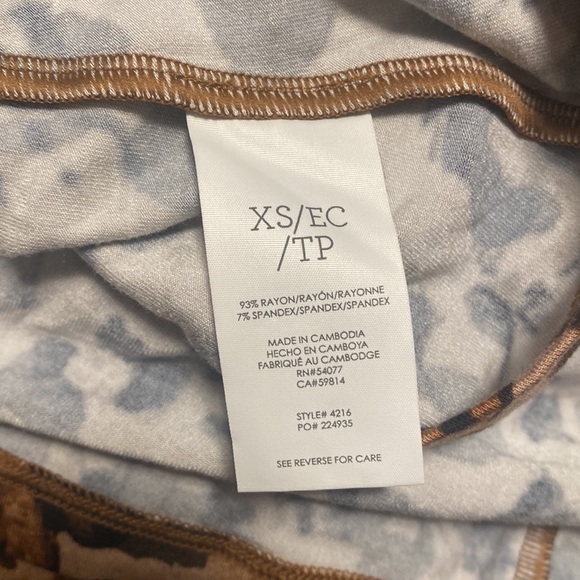 XS/EC
/TP
93% RAYON/RAYÓN/RAYONNE
7% SPANDEX/SPANDEX/SPANDEX
MADE IN CAMBODIA
HECHO EN CAMBOYA
FABRIQUÉ AU CAMBODGE
RN#54077
CA#59814
STYLE# 4216
PO# 224935
SEE REVERSE FOR CARE